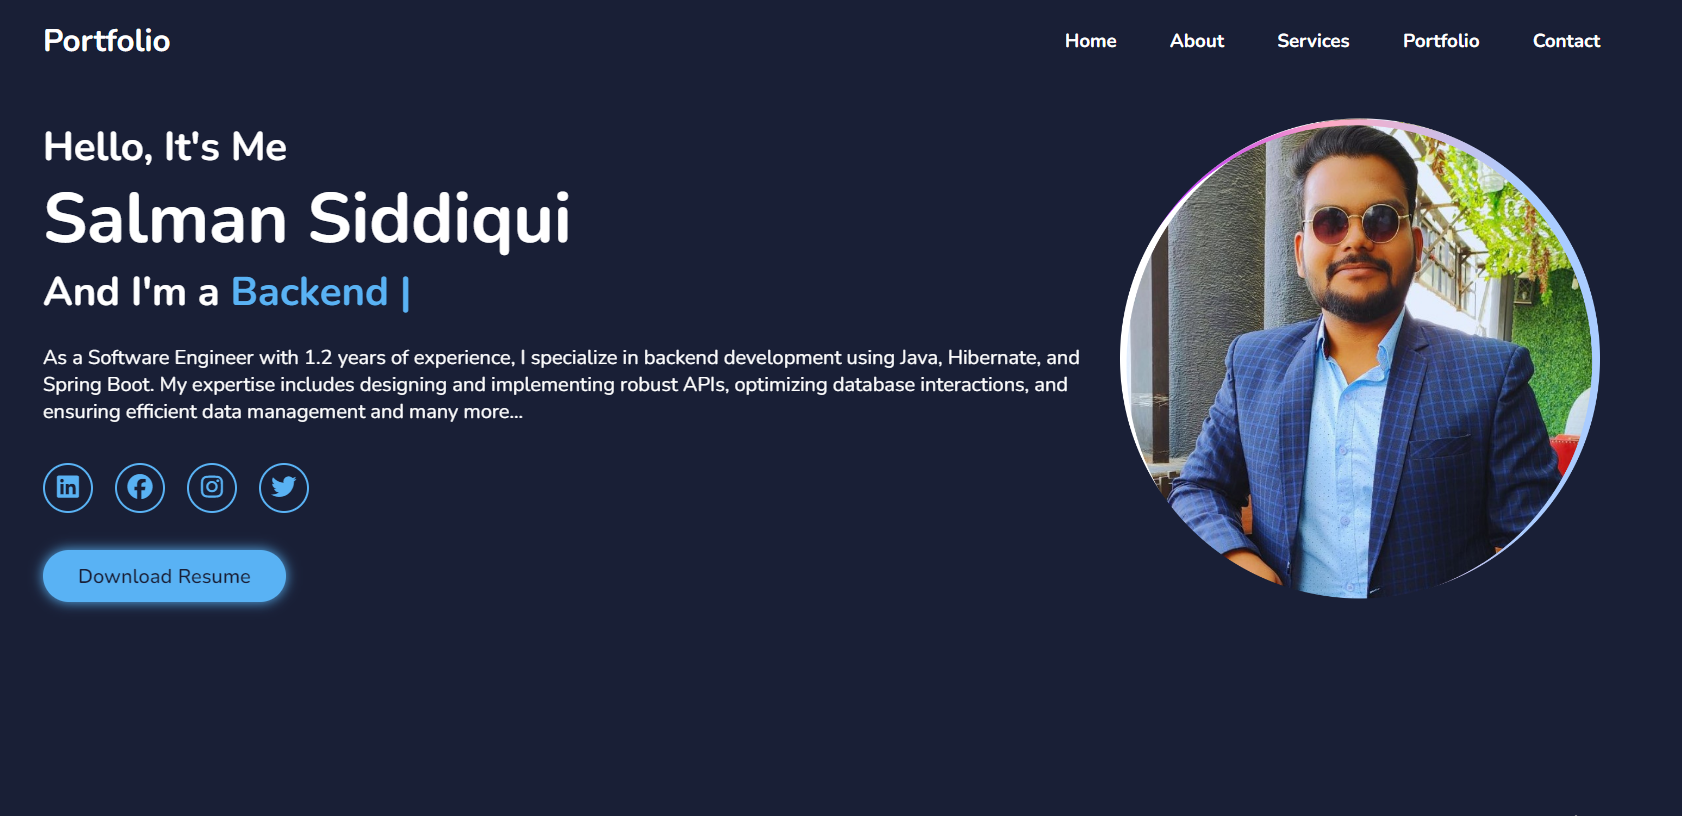 Portfolio
Home
About
Services
Portfolio
Contact
Hello, It's Me
Salman Siddiqui
And I'm a Backend |
As a Software Engineer with 1.2 years of experience, I specialize in backend development using Java, Hibernate, and
Spring Boot. My expertise includes designing and implementing robust APIs, optimizing database interactions, and
ensuring efficient data management and many more...
Download Resume